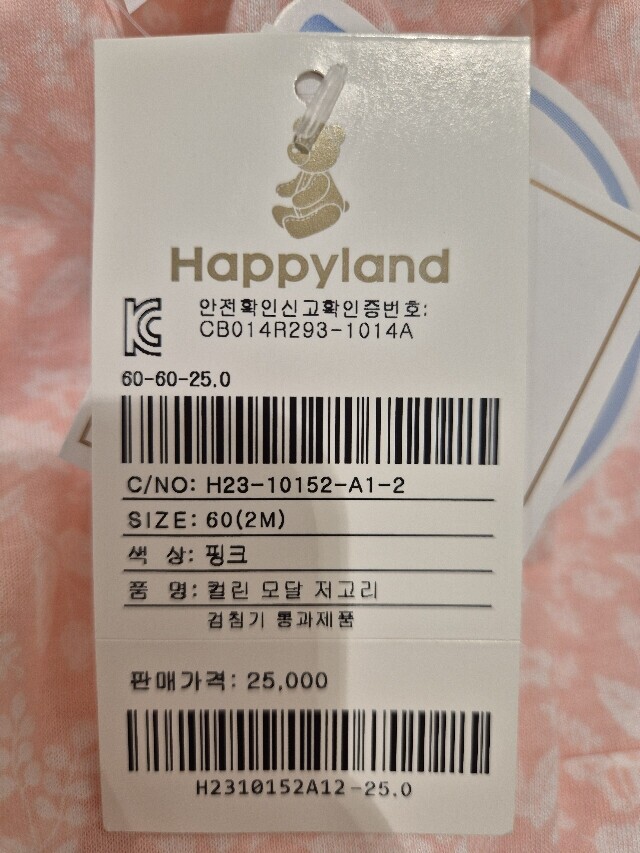 Happyland
안전확인신고확인증번호:
CB014R293-1014A
60-60-25.0
C/NO: H23-10152-A1-2
SIZE: 60(2M)
색 상: 핑크
품 명: 컬린 모달 저고리
검침기 통과제품
판매가격: 25,000
H2310152A12-25.0